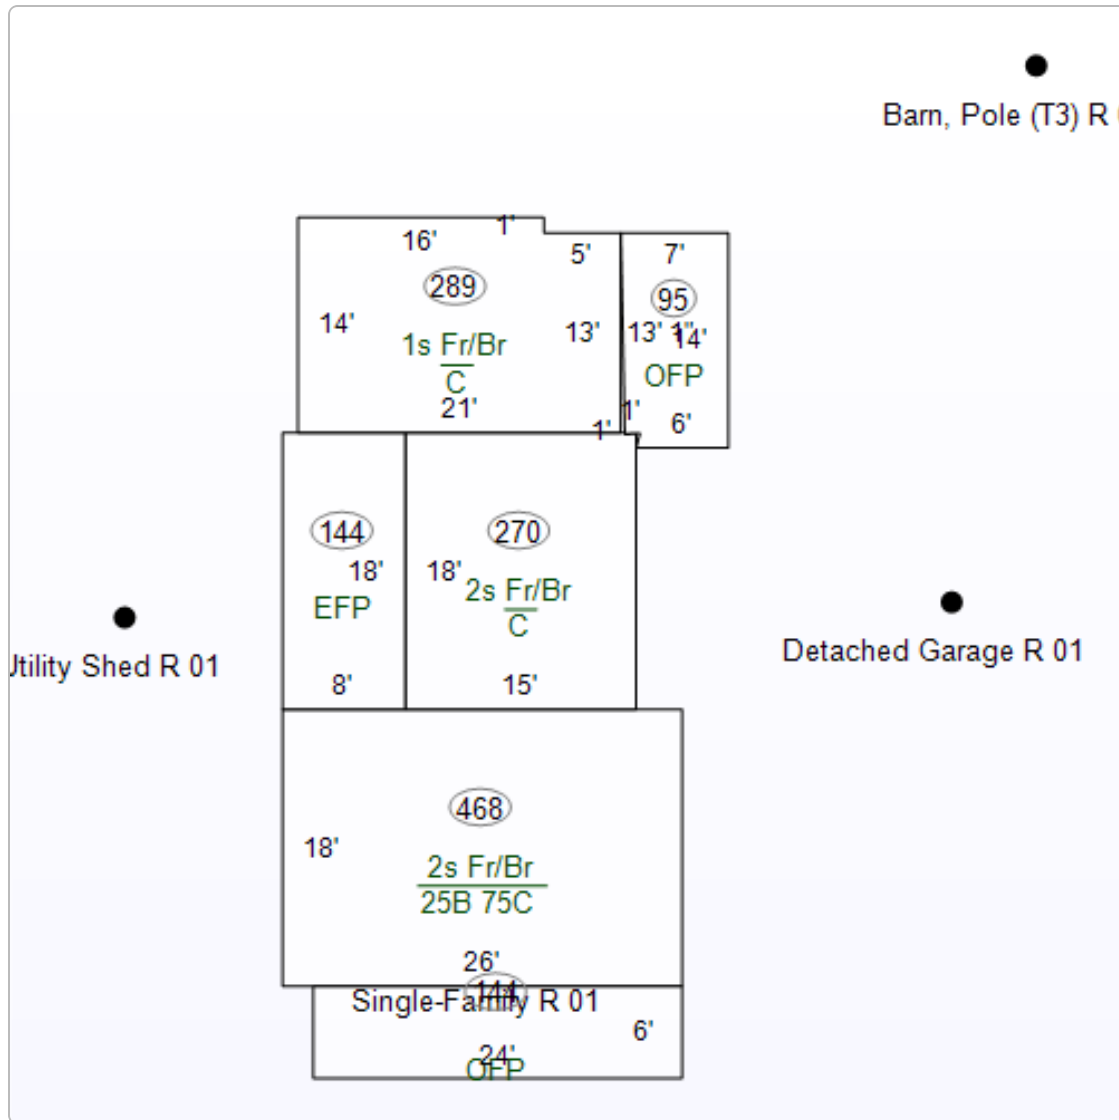 Barn, Pole (T3) R
1'
16'
5'
7'
289
95
14'
13'
13'
1"
14'
1s Fr/Br
C
OFP
21'
1'
1'
6'
144
270
18'
18'
EFP
2s Fr/Br
C
8'
15'
Utility Shed R 01
Detached Garage R 01
468
18'
2s Fr/Br
25B 75C
26'
144
Single-Family R 01
6'
24'
OFP